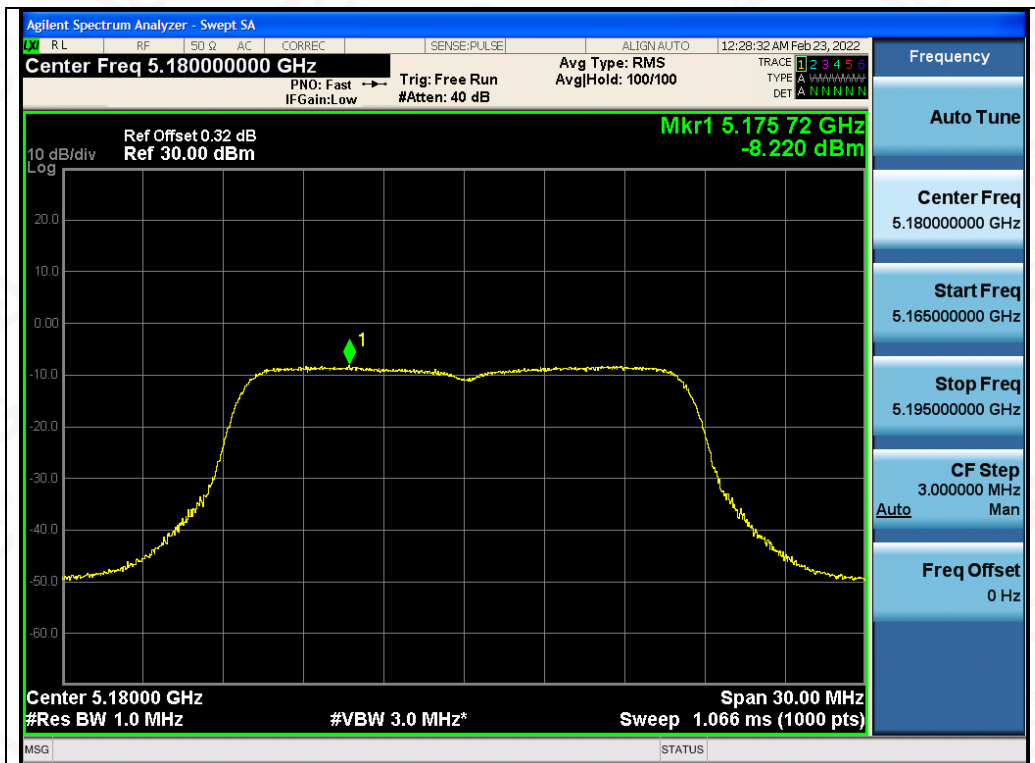 Agilent Spectrum Analyzer - Swept SA
LXI RL RF 50 Ω AC CORREC SENSE:PULSE ALIGN AUTO 12:28:32 AM Feb 23, 2022
Center Freq 5.180000000 GHz
PNO: Fast
IFGain:Low
Trig: Free Run
#Atten: 40 dB
Avg Type: RMS
Avg|Hold: 100/100
TRACE 1 2 3 4 5 6
TYPE A WWWWW
DET A N N N N N
Frequency
Auto Tune
Center Freq
5.180000000 GHz
Start Freq
5.165000000 GHz
Stop Freq
5.195000000 GHz
CF Step
3.000000 MHz
Auto Man
Freq Offset
0 Hz
Mkr1 5.175 72 GHz
-8.220 dBm
Ref Offset 0.32 dB
10 dB/div Ref 30.00 dBm
Log
20.0
10.0
0.00
-10.0
-20.0
-30.0
-40.0
-50.0
-60.0
1
Center 5.18000 GHz Span 30.00 MHz
#Res BW 1.0 MHz #VBW 3.0 MHz* Sweep 1.066 ms (1000 pts)
MSG STATUS